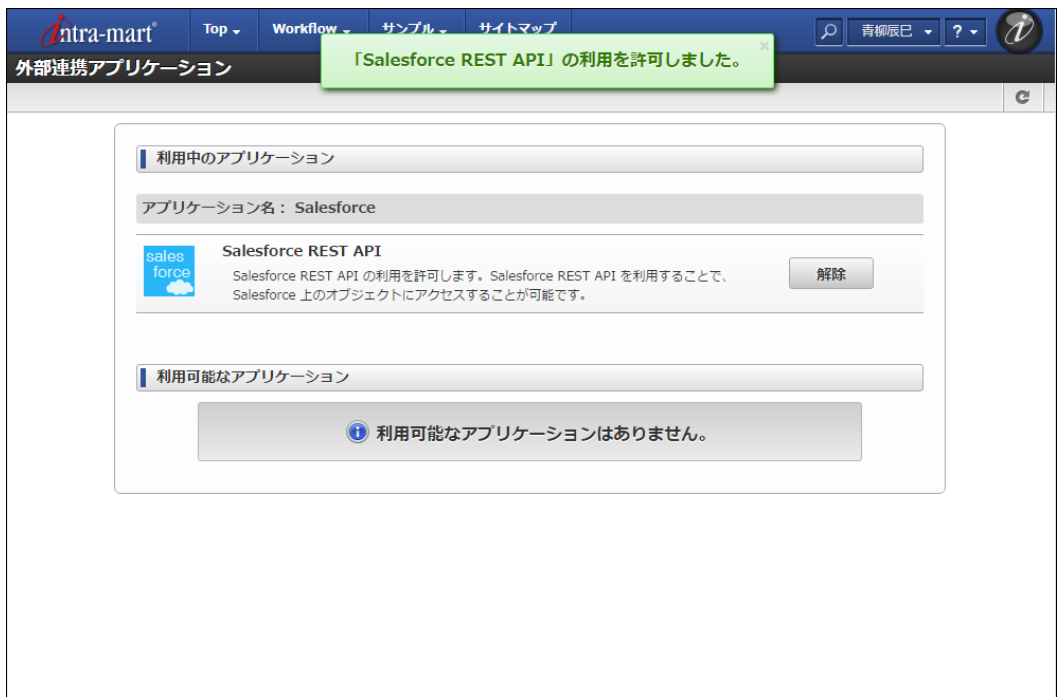 intra-mart®
Top
Workflow
サンプル
サイトマップ
青柳辰巳
?
外部連携アプリケーション
「Salesforce REST API」の利用を許可しました。
×
利用中のアプリケーション
アプリケーション名： Salesforce
sales
force
Salesforce REST API
Salesforce REST API の利用を許可します。Salesforce REST API を利用することで、
Salesforce 上のオブジェクトにアクセスすることが可能です。
解除
利用可能なアプリケーション
利用可能なアプリケーションはありません。